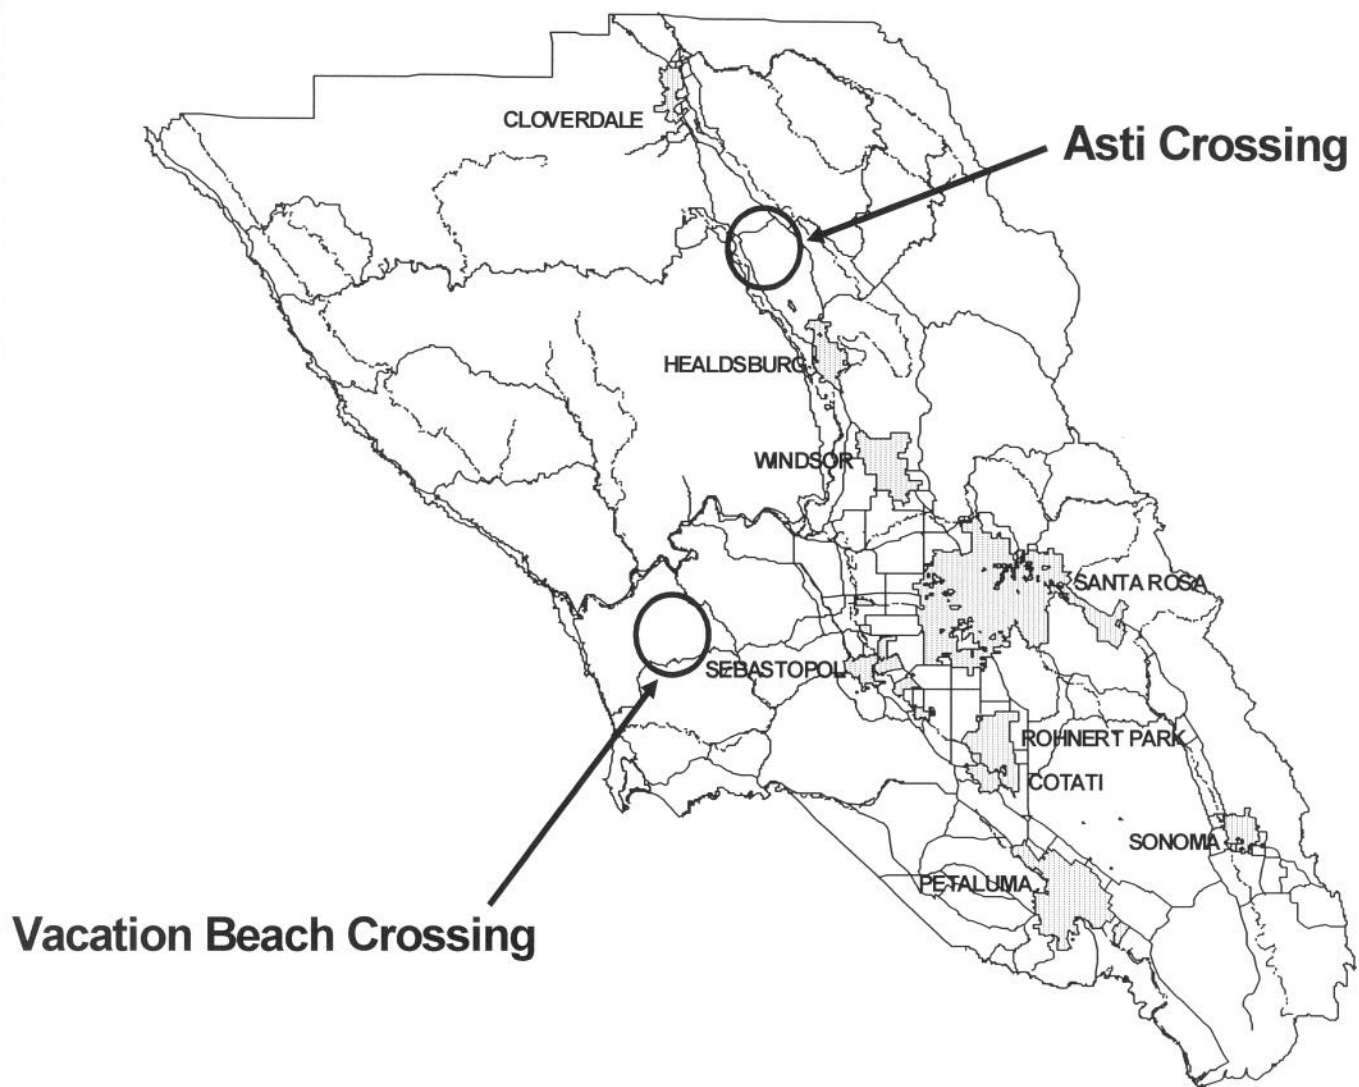 CLOVERDALE
Asti Crossing
HEALDSBURG
WINDSOR
SANTA ROSA
SEBASTOPOL
ROHNERT PARK
COTATI
SONOMA
PETALUMA
Vacation Beach Crossing